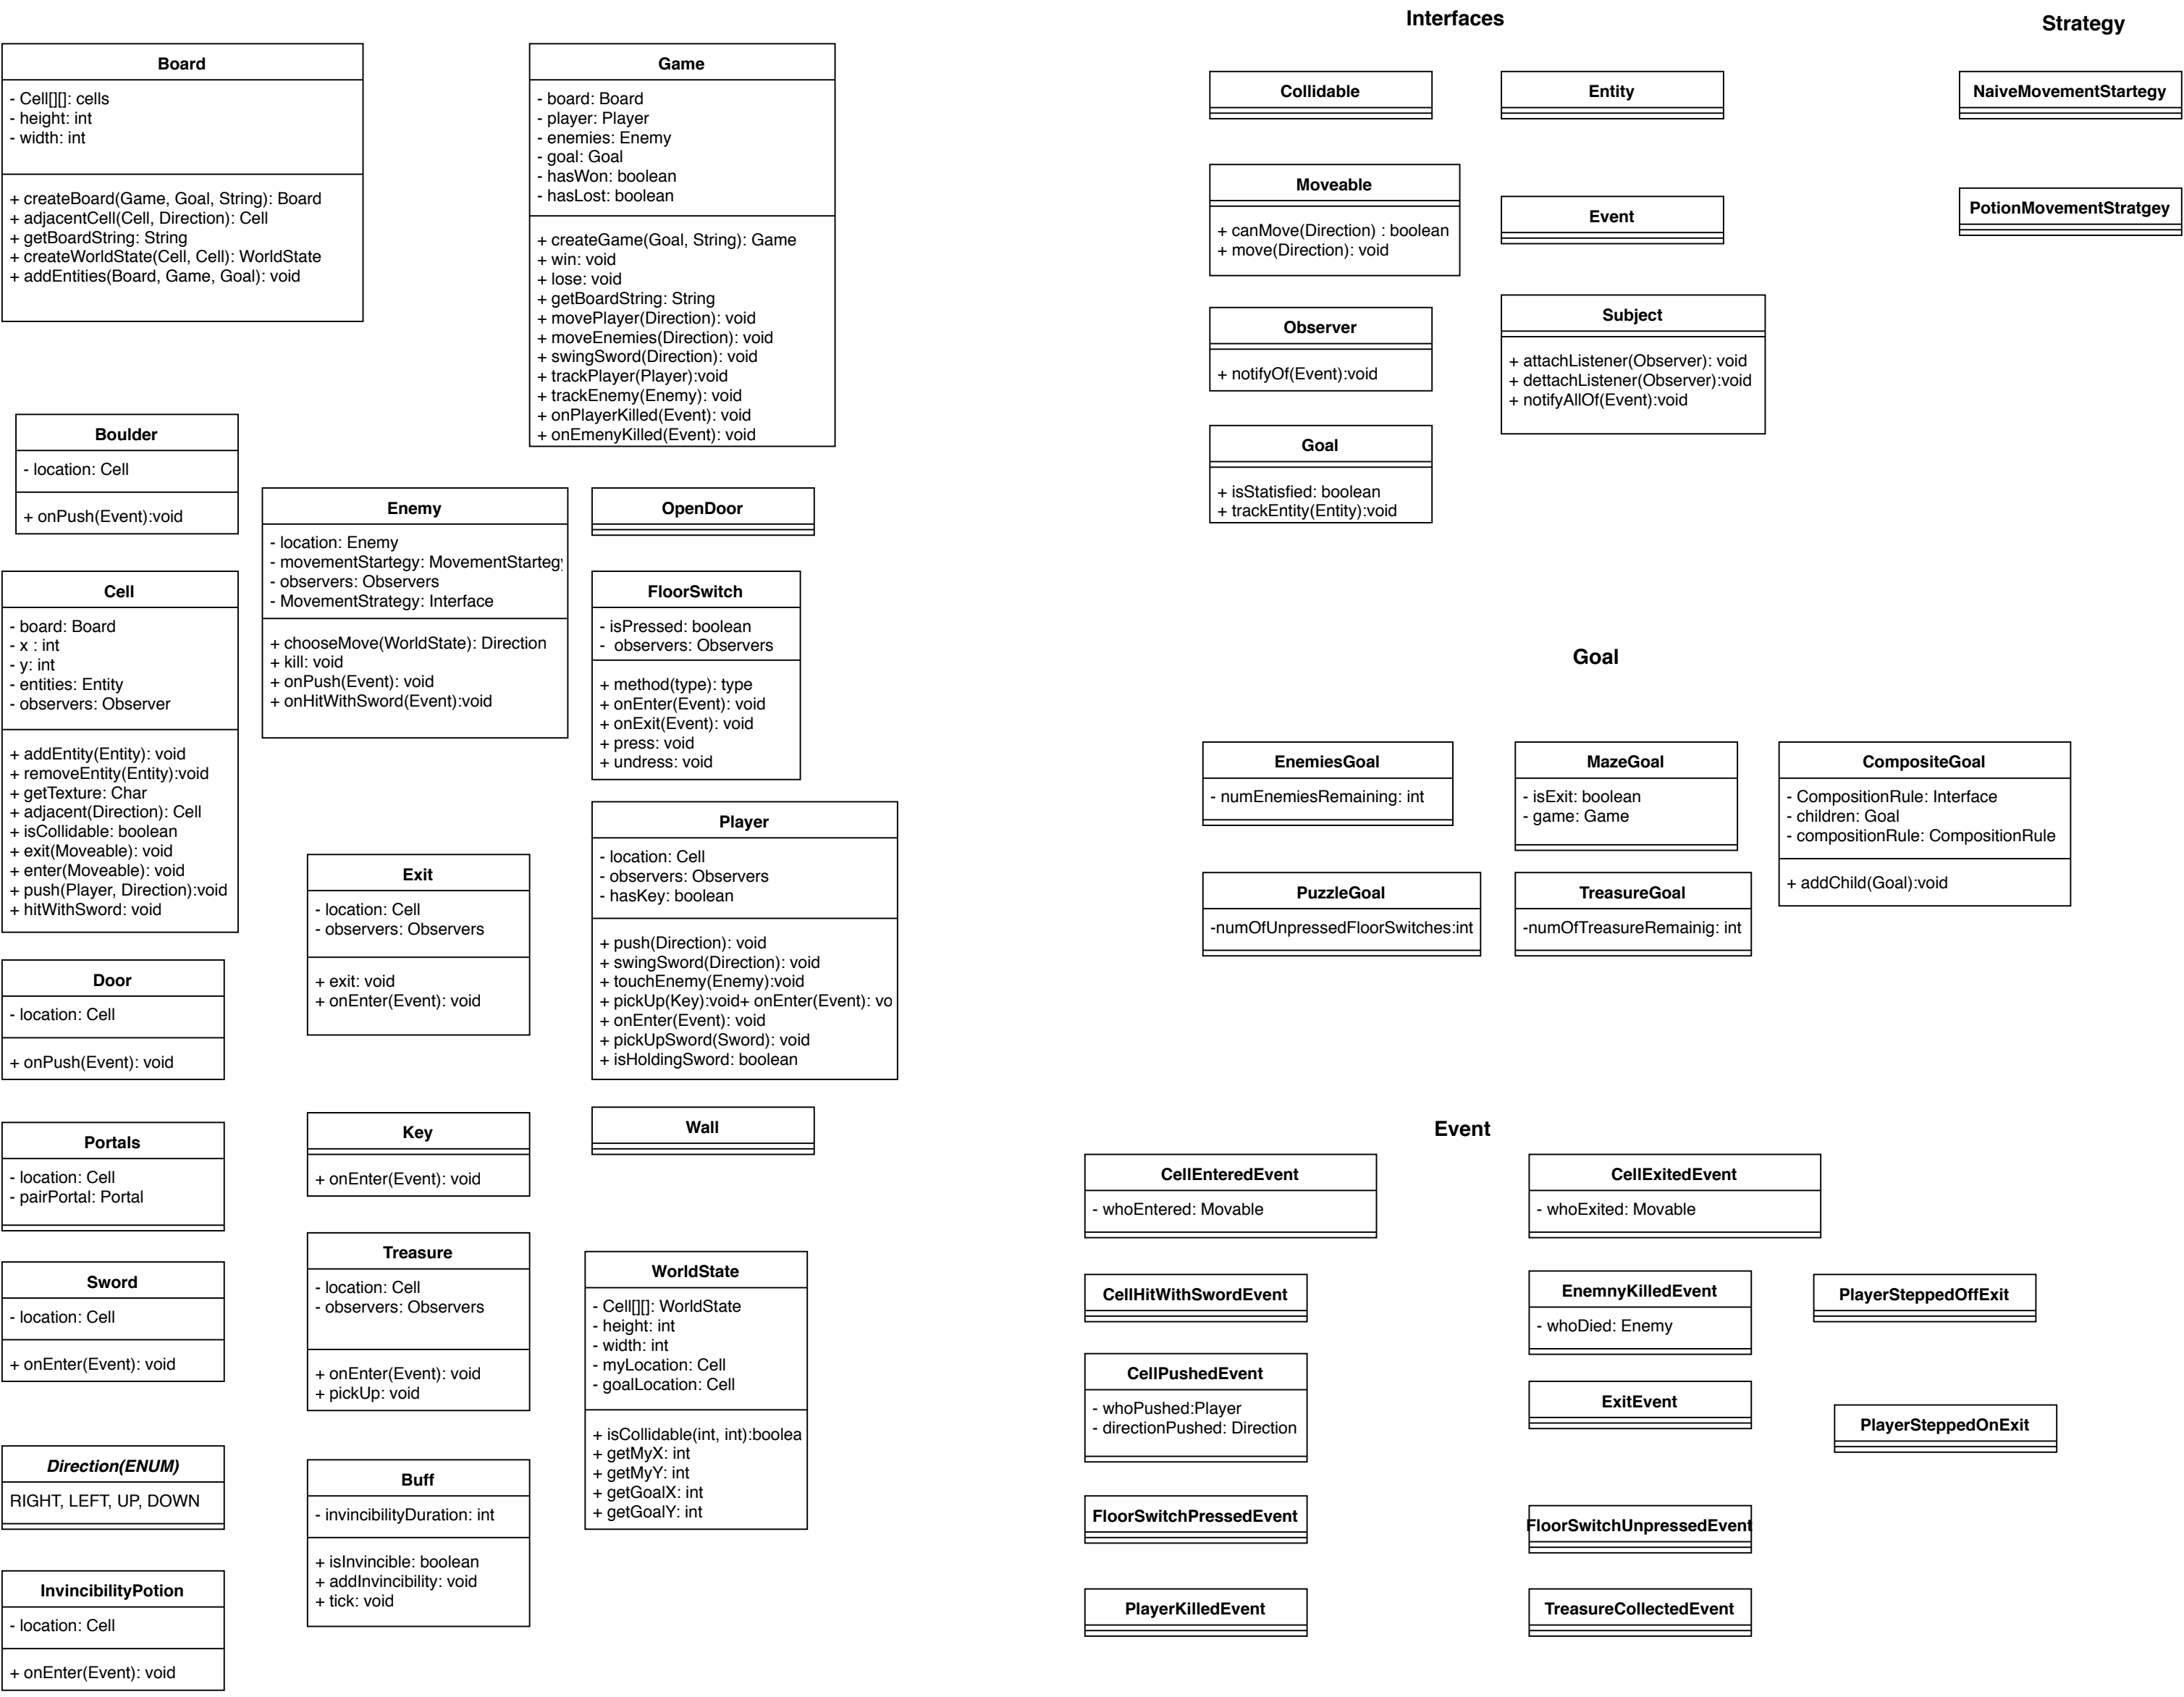 Board
- Cell[][]: cells
- height: int
- width: int
+ createBoard(Game, Goal, String): Board
+ adjacentCell(Cell, Direction): Cell
+ getBoardString: String
+ createWorldState(Cell, Cell): WorldState
+ addEntities(Board, Game, Goal): void
Game
- board: Board
- player: Player
- enemies: Enemy
- goal: Goal
- hasWon: boolean
- hasLost: boolean
+ createGame(Goal, String): Game
+ win: void
+ lose: void
+ getBoardString: String
+ movePlayer(Direction): void
+ moveEnemies(Direction): void
+ swingSword(Direction): void
+ trackPlayer(Player):void
+ trackEnemy(Enemy): void
+ onPlayerKilled(Event): void
+ onEmenyKilled(Event): void
Boulder
- location: Cell
+ onPush(Event):void
Enemy
- location: Enemy
- movementStartegy: MovementStartegy
- observers: Observers
- MovementStrategy: Interface
+ chooseMove(WorldState): Direction
+ kill: void
+ onPush(Event): void
+ onHitWithSword(Event):void
OpenDoor
Cell
- board: Board
- x : int
- y: int
- entities: Entity
- observers: Observer
+ addEntity(Entity): void
+ removeEntity(Entity):void
+ getTexture: Char
+ adjacent(Direction): Cell
+ isCollidable: boolean
+ exit(Moveable): void
+ enter(Moveable): void
+ push(Player, Direction):void
+ hitWithSword: void
FloorSwitch
- isPressed: boolean
- observers: Observers
+ method(type): type
+ onEnter(Event): void
+ onExit(Event): void
+ press: void
+ undress: void
Player
- location: Cell
- observers: Observers
- hasKey: boolean
+ push(Direction): void
+ swingSword(Direction): void
+ touchEnemy(Enemy):void
+ pickUp(Key):void+ onEnter(Event): vo
+ onEnter(Event): void
+ pickUpSword(Sword): void
+ isHoldingSword: boolean
Exit
- location: Cell
- observers: Observers
+ exit: void
+ onEnter(Event): void
Door
- location: Cell
+ onPush(Event): void
Key
+ onEnter(Event): void
Wall
Portals
- location: Cell
- pairPortal: Portal
Treasure
- location: Cell
- observers: Observers
+ onEnter(Event): void
+ pickUp: void
WorldState
- Cell[][]: WorldState
- height: int
- width: int
- myLocation: Cell
- goalLocation: Cell
+ isCollidable(int, int):boolea
+ getMyX: int
+ getMyY: int
+ getGoalX: int
+ getGoalY: int
Sword
- location: Cell
+ onEnter(Event): void
Direction(ENUM)
RIGHT, LEFT, UP, DOWN
Buff
- invincibilityDuration: int
+ isInvincible: boolean
+ addInvincibility: void
+ tick: void
InvincibilityPotion
- location: Cell
+ onEnter(Event): void
Interfaces
Collidable
Entity
Moveable
+ canMove(Direction) : boolean
+ move(Direction): void
Event
Observer
+ notifyOf(Event):void
Subject
+ attachListener(Observer): void
+ dettachListener(Observer):void
+ notifyAllOf(Event):void
Goal
+ isStatisfied: boolean
+ trackEntity(Entity):void
Strategy
NaiveMovementStartegy
PotionMovementStratgey
Goal
EnemiesGoal
- numEnemiesRemaining: int
MazeGoal
- isExit: boolean
- game: Game
CompositeGoal
- CompositionRule: Interface
- children: Goal
- compositionRule: CompositionRule
+ addChild(Goal):void
PuzzleGoal
-numOfUnpressedFloorSwitches:int
TreasureGoal
-numOfTreasureRemainig: int
Event
CellEnteredEvent
- whoEntered: Movable
CellExitedEvent
- whoExited: Movable
CellHitWithSwordEvent
EnemnyKilledEvent
- whoDied: Enemy
PlayerSteppedOffExit
CellPushedEvent
- whoPushed:Player
- directionPushed: Direction
ExitEvent
PlayerSteppedOnExit
FloorSwitchPressedEvent
FloorSwitchUnpressedEvent
PlayerKilledEvent
TreasureCollectedEvent